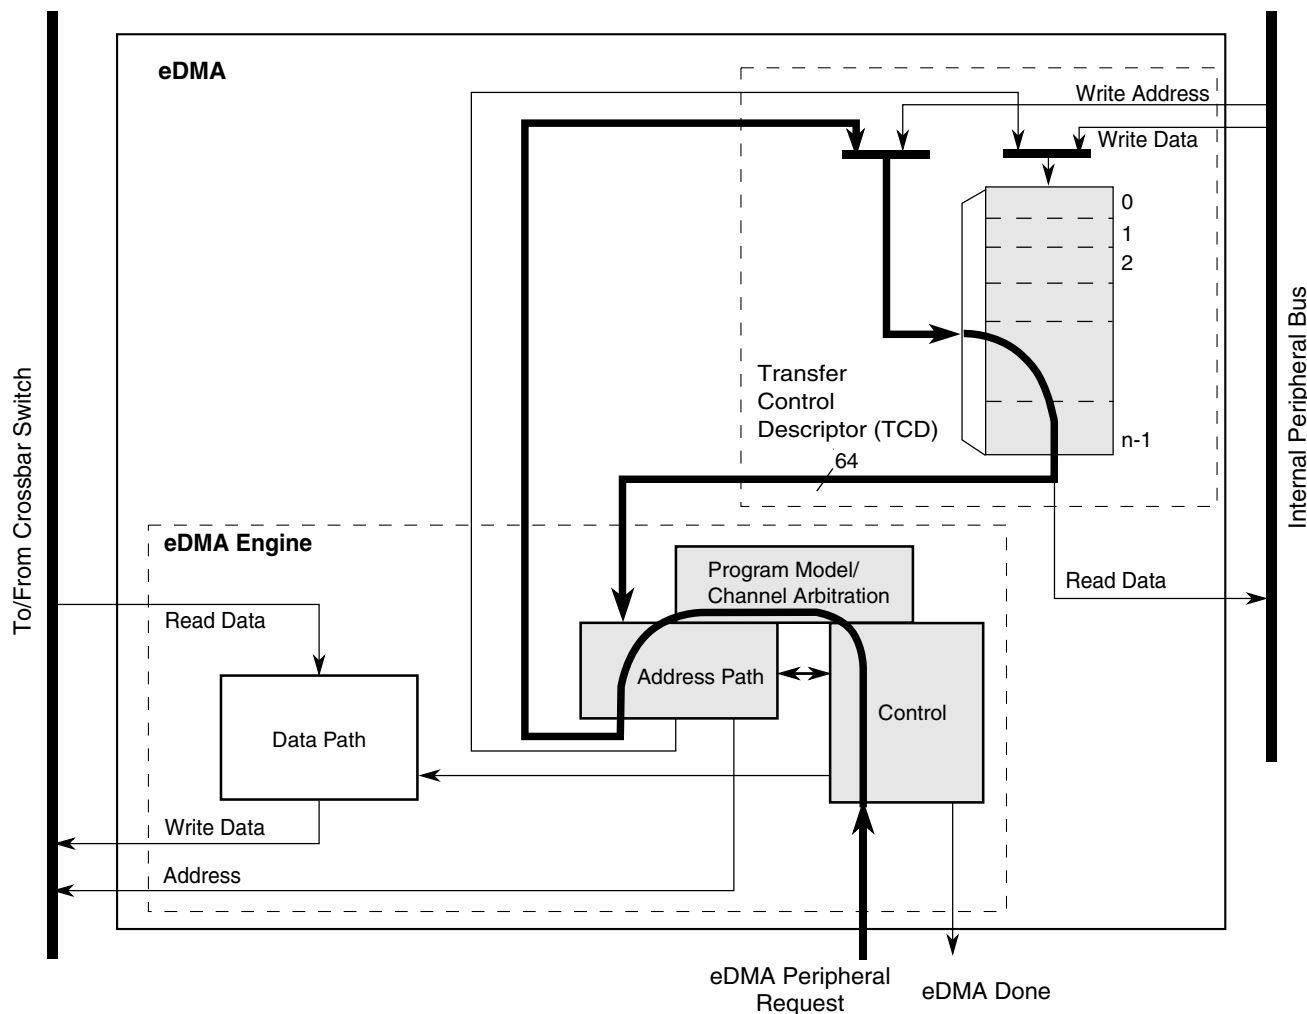 eDMA
Write Address
Write Data
0
1
2
Transfer
Control
Descriptor (TCD)
n-1
64
To/From Crossbar Switch
Internal Peripheral Bus
eDMA Engine
Program Model/
Channel Arbitration
Read Data
Read Data
Address Path
Control
Data Path
Write Data
Address
eDMA Peripheral
Request
eDMA Done